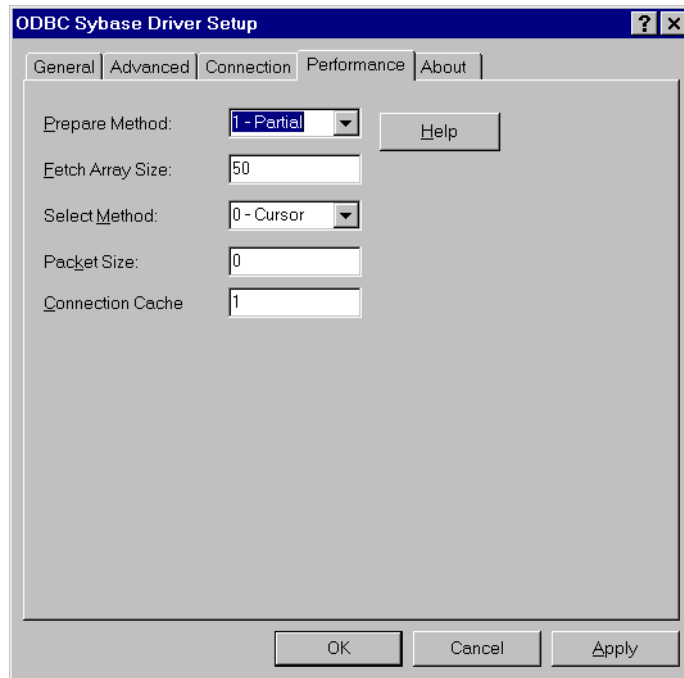 ODBC Sybase Driver Setup
General Advanced Connection Performance About
Prepare Method: 1 - Partial Help
Fetch Array Size: 50
Select Method: 0 - Cursor
Packet Size: 0
Connection Cache 1
OK Cancel Apply